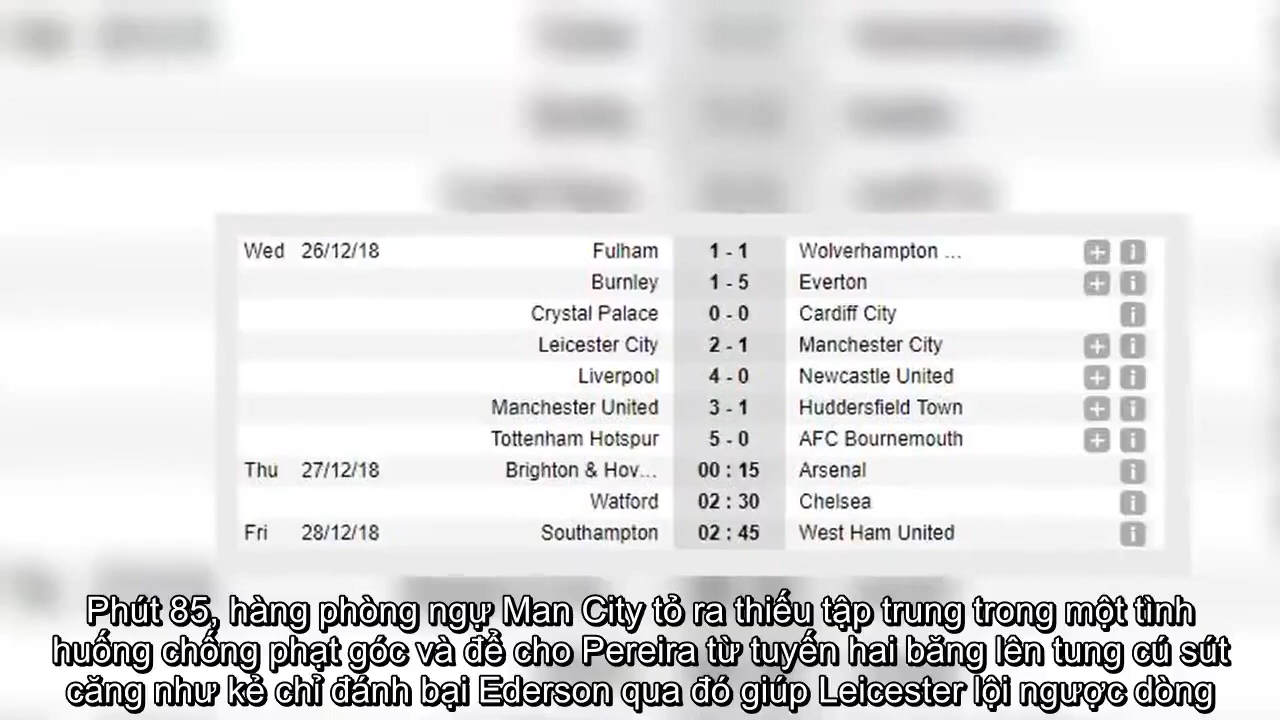 Wed 26/12/18 Fulham 1 - 1 Wolverhampton ...
Burnley 1 - 5 Everton
Crystal Palace 0 - 0 Cardiff City
Leicester City 2 - 1 Manchester City
Liverpool 4 - 0 Newcastle United
Manchester United 3 - 1 Huddersfield Town
Tottenham Hotspur 5 - 0 AFC Bournemouth
Thu 27/12/18 Brighton & Hov... 00 : 15 Arsenal
Watford 02 : 30 Chelsea
Fri 28/12/18 Southampton 02 : 45 West Ham United
Phút 85, hàng phòng ngự Man City tỏ ra thiếu tập trung trong một tình
huống chống phạt góc và để cho Pereira từ tuyến hai băng lên tung cú sút
căng như kẻ chỉ đánh bại Ederson qua đó giúp Leicester lội ngược dòng